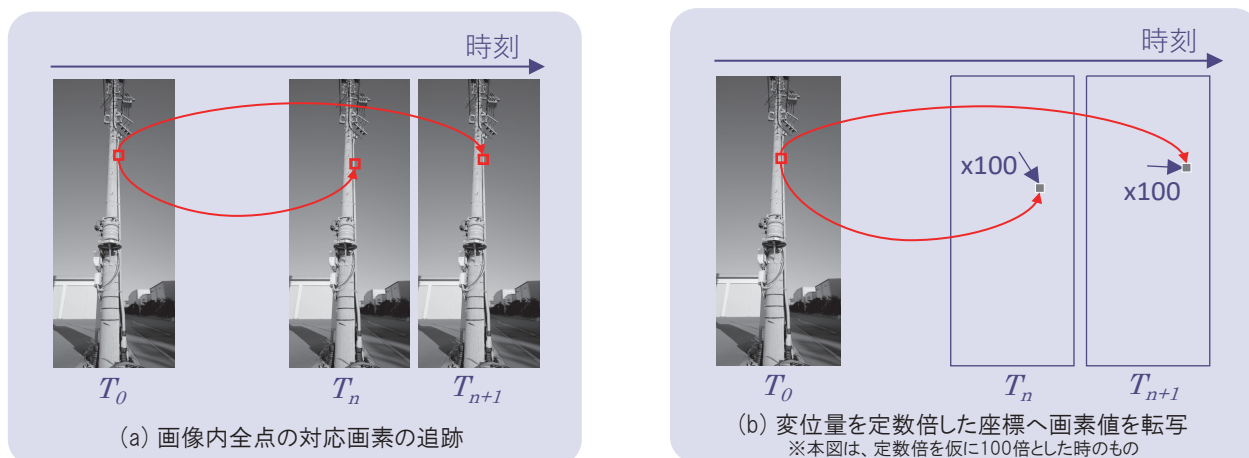 時刻
T0
Tn
Tn+1
(a) 画像内全点の対応画素の追跡
時刻
x100
x100
T0
Tn
Tn+1
(b) 変位量を定数倍した座標へ画素値を転写
※本図は、定数倍を仮に100倍とした時のもの